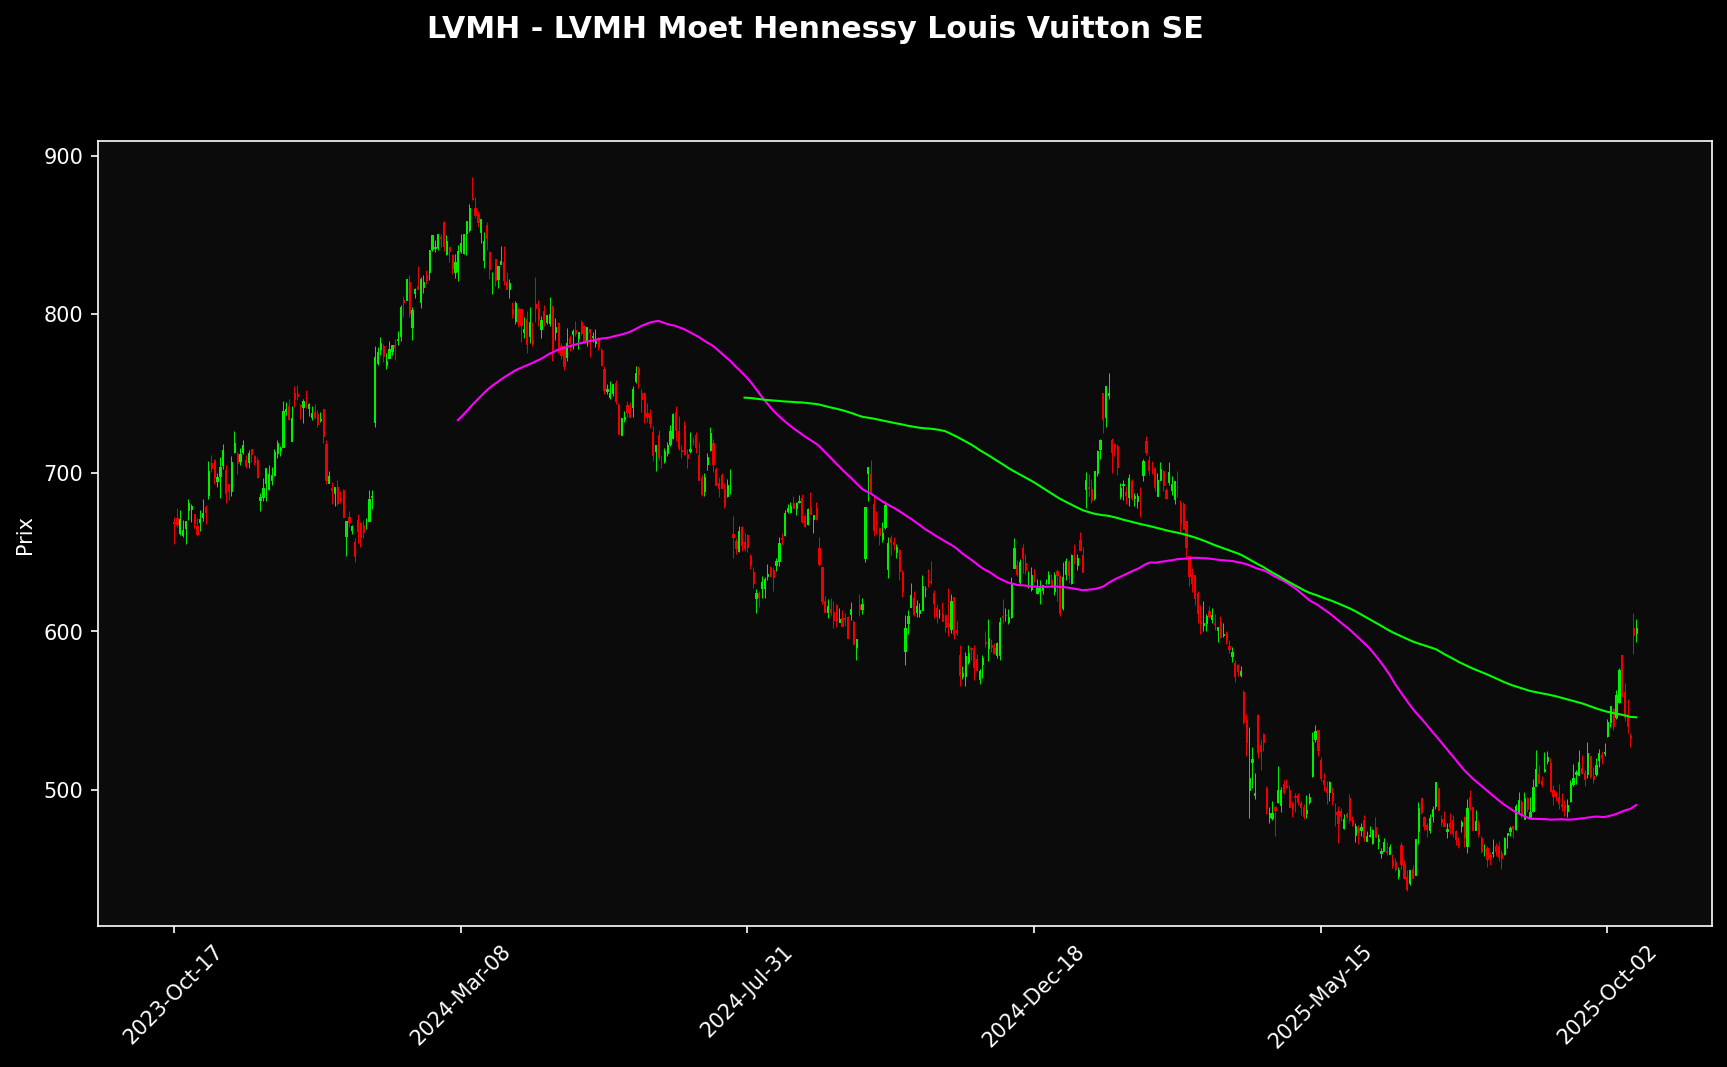 LVMH - LVMH Moet Hennessy Louis Vuitton SE
Prix
900
800
700
600
500
2023-Oct-17
2024-Mar-08
2024-Jul-31
2024-Dec-18
2025-May-15
2025-Oct-02